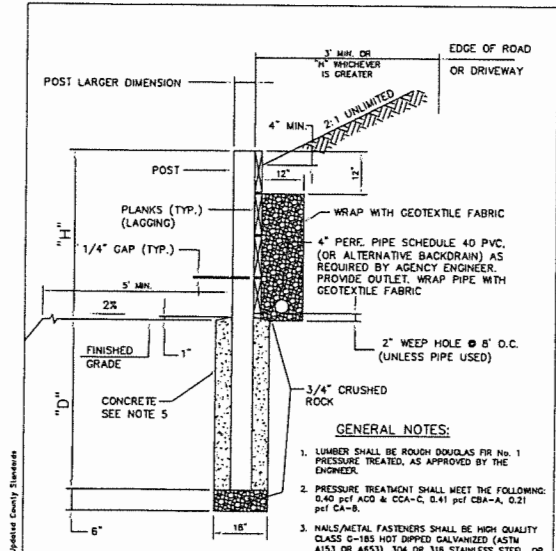 3' MIN. OR
"H" WHICHEVER
IS GREATER
EDGE OF ROAD
OR DRIVEWAY
POST LARGER DIMENSION
2:1 UNLIMITED
4" MIN.
POST
12"
12"
PLANKS (TYP.)
(LAGGING)
WRAP WITH GEOTEXTILE FABRIC
"H"
1/4" GAP (TYP.)
4" PERF. PIPE SCHEDULE 40 PVC,
(OR ALTERNATIVE BACKDRAIN) AS
REQUIRED BY AGENCY ENGINEER.
PROVIDE OUTLET, WRAP PIPE WITH
GEOTEXTILE FABRIC
5' MIN.
2%
2" WEEP HOLE @ 8' O.C.
(UNLESS PIPE USED)
FINISHED
GRADE
1"
"D"
CONCRETE
SEE NOTE 5
3/4" CRUSHED
ROCK
6"
18"
GENERAL NOTES:
1. LUMBER SHALL BE ROUGH DOUGLAS FIR No. 1
PRESSURE TREATED, AS APPROVED BY THE
ENGINEER.
2. PRESSURE TREATMENT SHALL MEET THE FOLLOWING:
0.40 pcf ACQ & CCA-C, 0.41 pcf CBA-A, 0.21
pcf CA-B.
3. NAILS/METAL FASTENERS SHALL BE HIGH QUALITY
CLASS G-185 HOT DIPPED GALVANIZED (ASTM
A153 OR A653), 304 OR 316 STAINLESS STEEL, OR
Updated County Standards